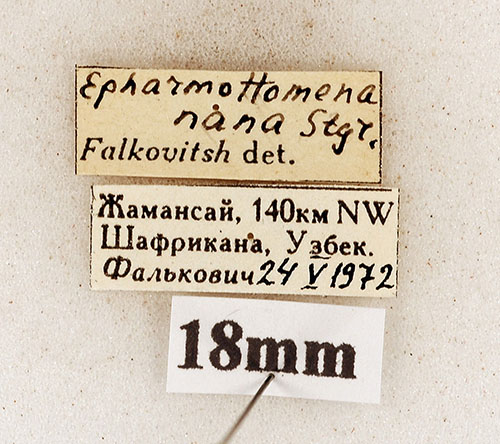 Epharmottomena
nana Stgr.
Falkovitsh det.
Жамансай, 140км NW
Шафрикана, Узбек.
Фалькович 24 V 1972
18mm